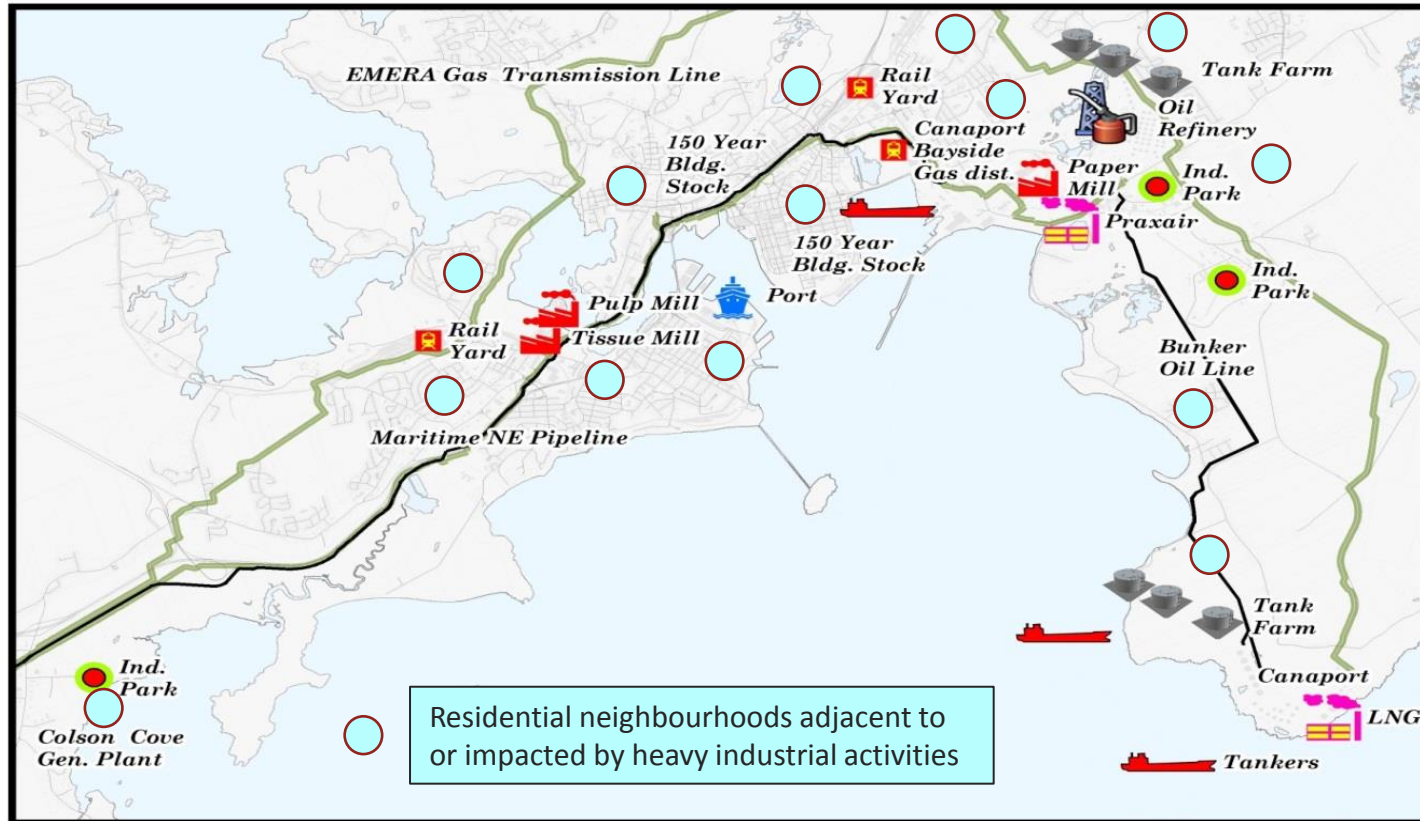 EMERA Gas Transmission Line
Rail
Yard
Tank Farm
Oil
Refinery
150 Year
Bldg.
Stock
Canaport
Bayside
Gas dist.
Paper
Mill
Ind.
Park
Praxair
150 Year
Bldg. Stock
Ind.
Park
Pulp Mill
Port
Rail
Yard
Tissue Mill
Bunker
Oil Line
Maritime NE Pipeline
Tank
Farm
Ind.
Park
Canaport
Residential neighbourhoods adjacent to
or impacted by heavy industrial activities
LNG
Colson Cove
Gen. Plant
Tankers